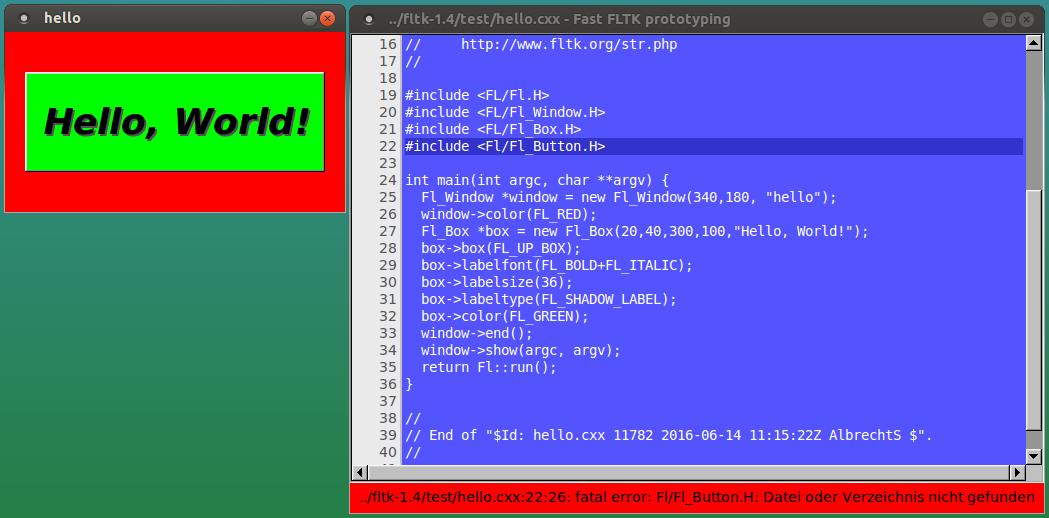 hello
Hello, World!
../fltk-1.4/test/hello.cxx - Fast FLTK prototyping
16 //     http://www.fltk.org/str.php
17 //
18
19 #include <FL/Fl.H>
20 #include <FL/Fl_Window.H>
21 #include <FL/Fl_Box.H>
22 #include <Fl/Fl_Button.H>
23
24 int main(int argc, char **argv) {
25   Fl_Window *window = new Fl_Window(340,180, "hello");
26   window->color(FL_RED);
27   Fl_Box *box = new Fl_Box(20,40,300,100,"Hello, World!");
28   box->box(FL_UP_BOX);
29   box->labelfont(FL_BOLD+FL_ITALIC);
30   box->labelsize(36);
31   box->labeltype(FL_SHADOW_LABEL);
32   box->color(FL_GREEN);
33   window->end();
34   window->show(argc, argv);
35   return Fl::run();
36 }
37
38 //
39 // End of "$Id: hello.cxx 11782 2016-06-14 11:15:22Z AlbrechtS $".
40 //
../fltk-1.4/test/hello.cxx:22:26: fatal error: Fl/Fl_Button.H: Datei oder Verzeichnis nicht gefunden